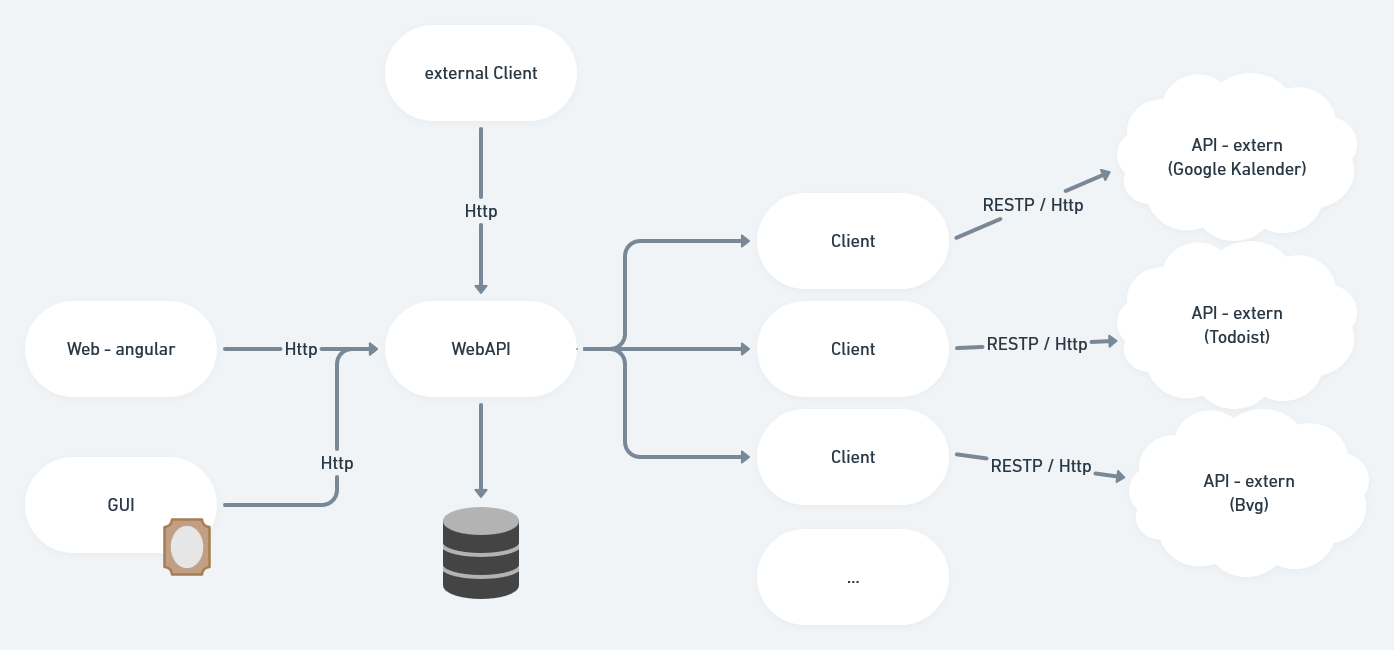 external Client
API - extern
(Google Kalender)
RESTP / Http
Http
Client
API - extern
(Todoist)
Web - angular
Http
WebAPI
Client
RESTP / Http
Http
Client
RESTP / Http
API - extern
(Bvg)
GUI
...